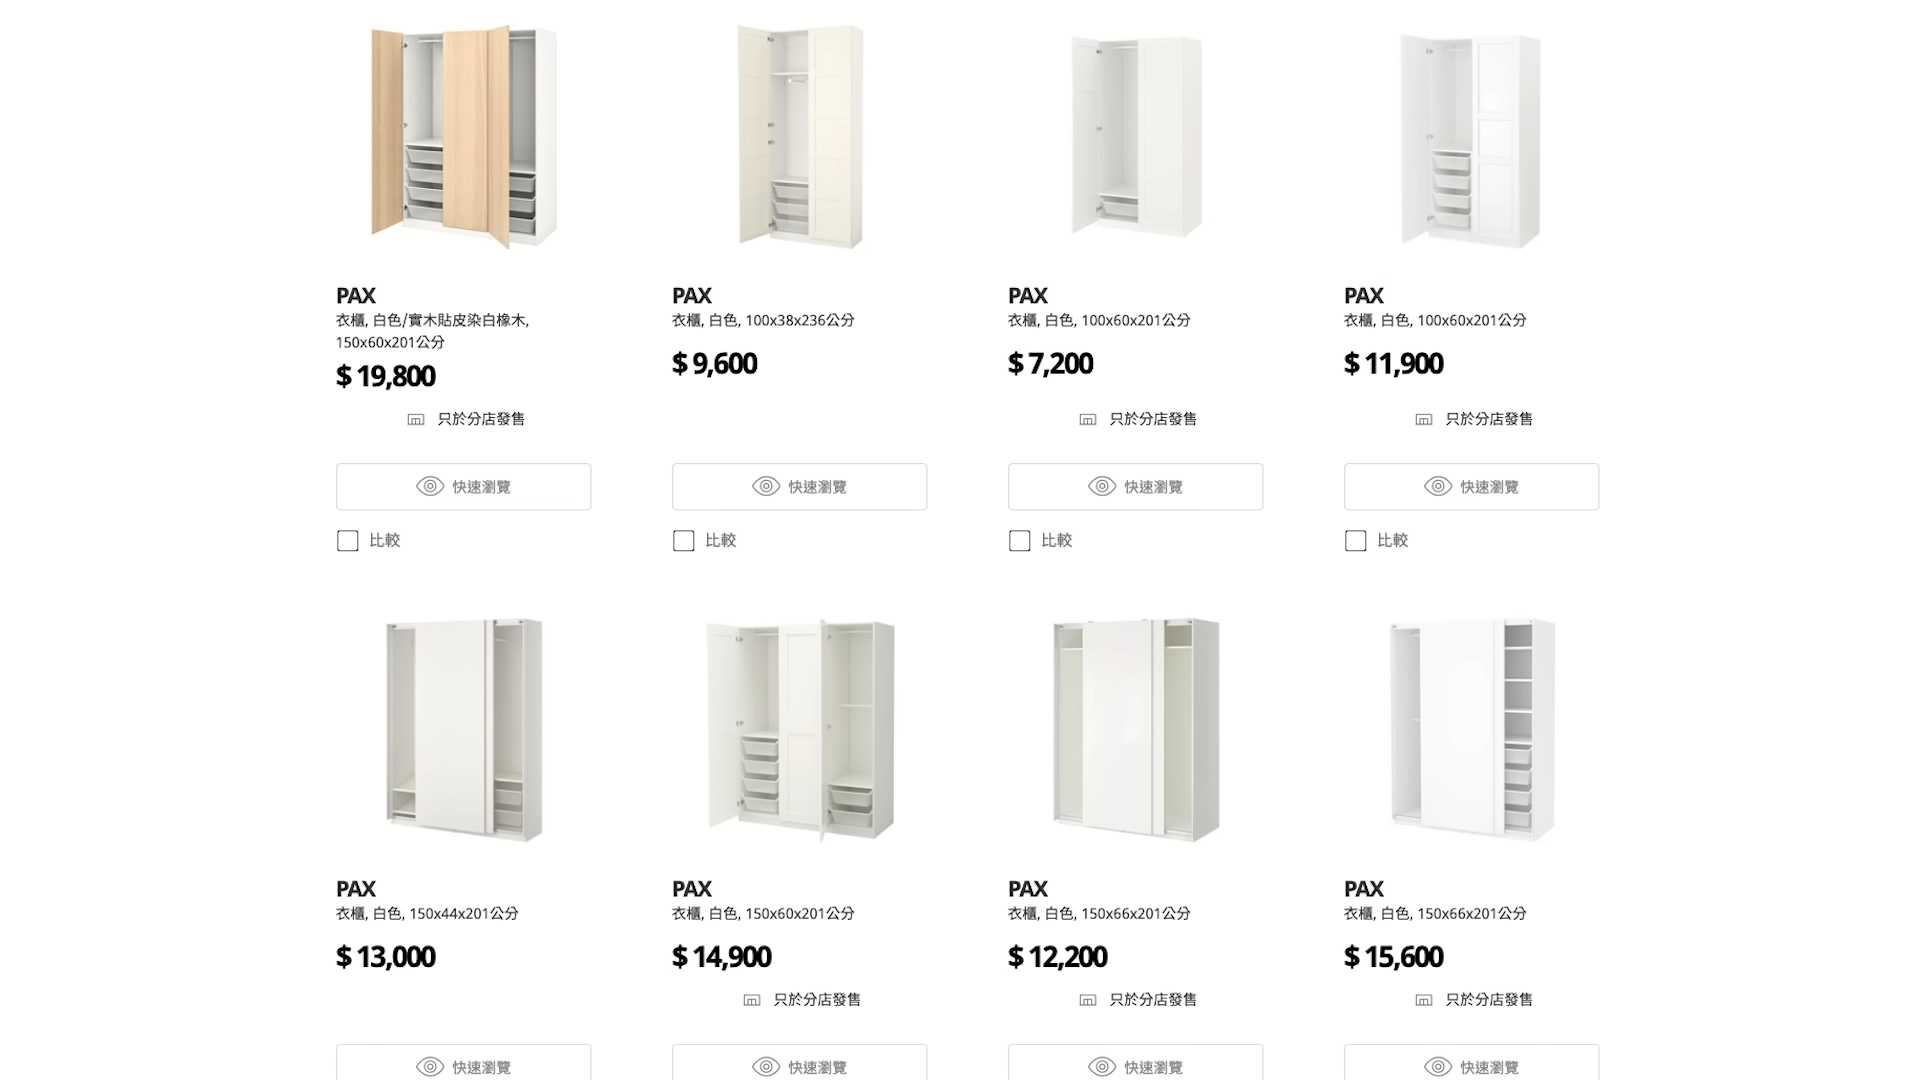 PAX
衣櫃, 白色/實木貼皮染白橡木,
150x60x201公分
$ 19,800
只於分店發售
快速瀏覽
比較
PAX
衣櫃, 白色, 100x38x236公分
$ 9,600
快速瀏覽
比較
PAX
衣櫃, 白色, 100x60x201公分
$ 7,200
只於分店發售
快速瀏覽
比較
PAX
衣櫃, 白色, 100x60x201公分
$ 11,900
只於分店發售
快速瀏覽
比較
PAX
衣櫃, 白色, 150x44x201公分
$ 13,000
快速瀏覽
PAX
衣櫃, 白色, 150x60x201公分
$ 14,900
只於分店發售
快速瀏覽
PAX
衣櫃, 白色, 150x66x201公分
$ 12,200
只於分店發售
快速瀏覽
PAX
衣櫃, 白色, 150x66x201公分
$ 15,600
只於分店發售
快速瀏覽